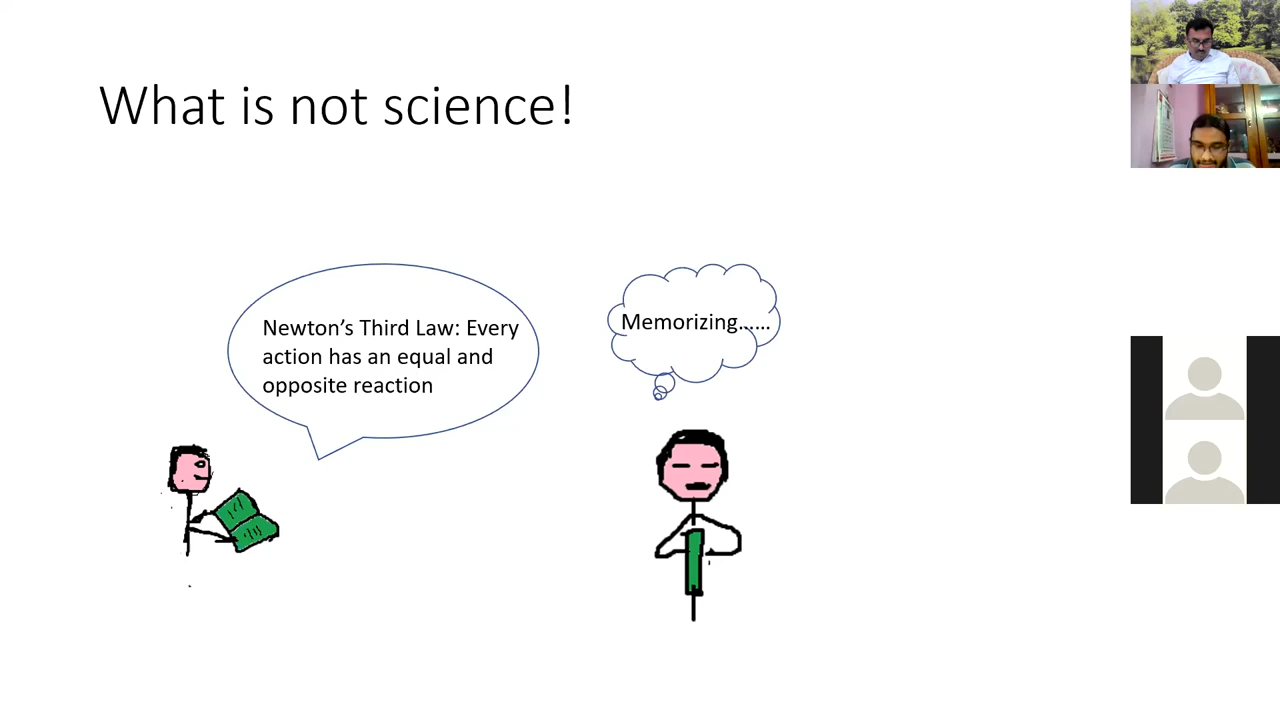 What is not science!
Newton's Third Law: Every
action has an equal and
opposite reaction
Memorizing......